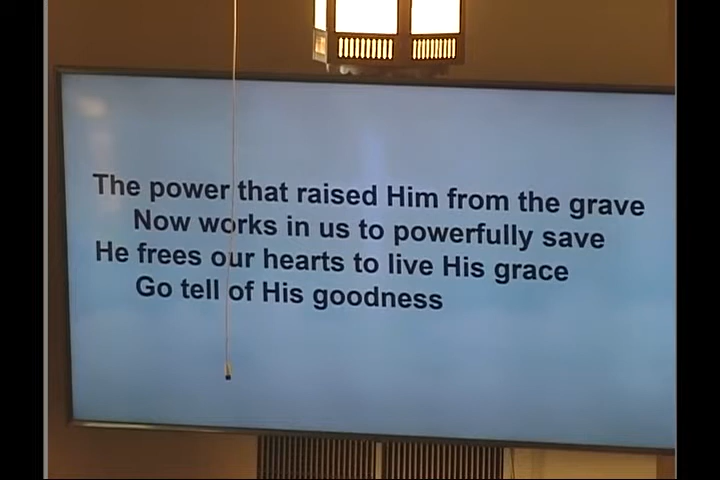 The power that raised Him from the grave
Now works in us to powerfully save
He frees our hearts to live His grace
Go tell of His goodness